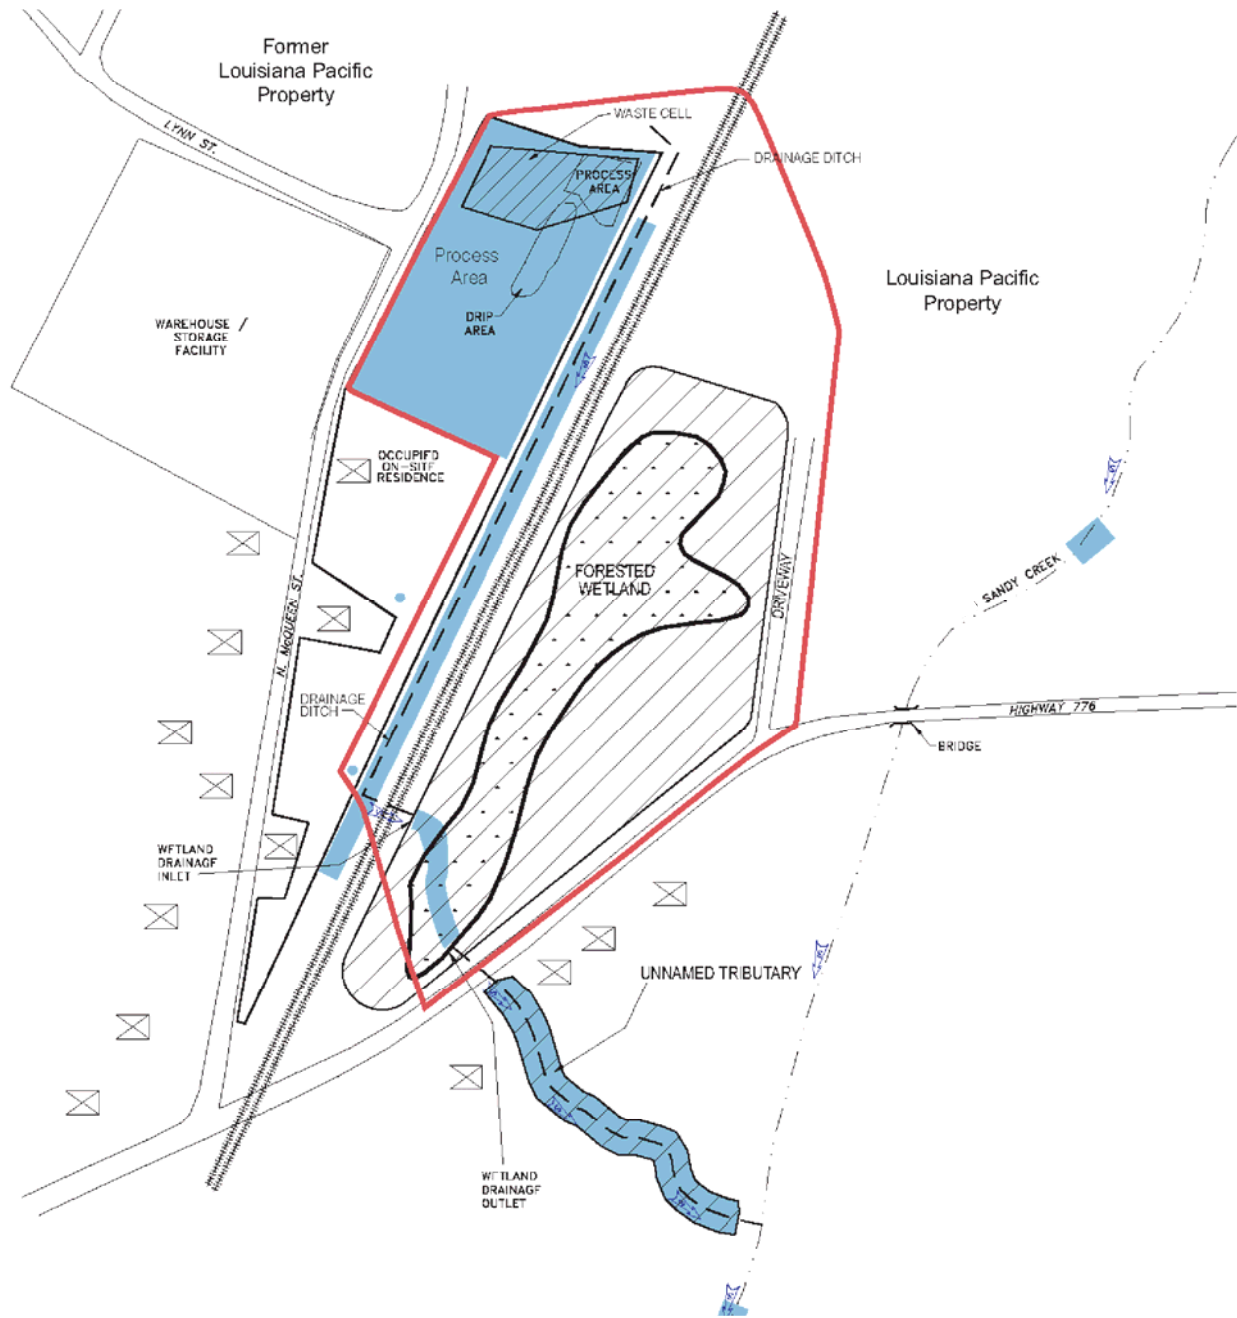 Former
Louisiana Pacific
Property
LYNN ST.
WASTE CELL
DRAINAGE DITCH
PROCESS
AREA
Process
Area
DRIP
AREA
Louisiana Pacific
Property
WAREHOUSE /
STORAGE
FACILITY
OCCUPIED
ON-SITE
RESIDENCE
FORESTED
WETLAND
DRIVEWAY
SANDY CREEK
N. McQUEEN ST.
DRAINAGE
DITCH
HIGHWAY 776
BRIDGE
WETLAND
DRAINAGE
INLET
UNNAMED TRIBUTARY
WETLAND
DRAINAGE
OUTLET